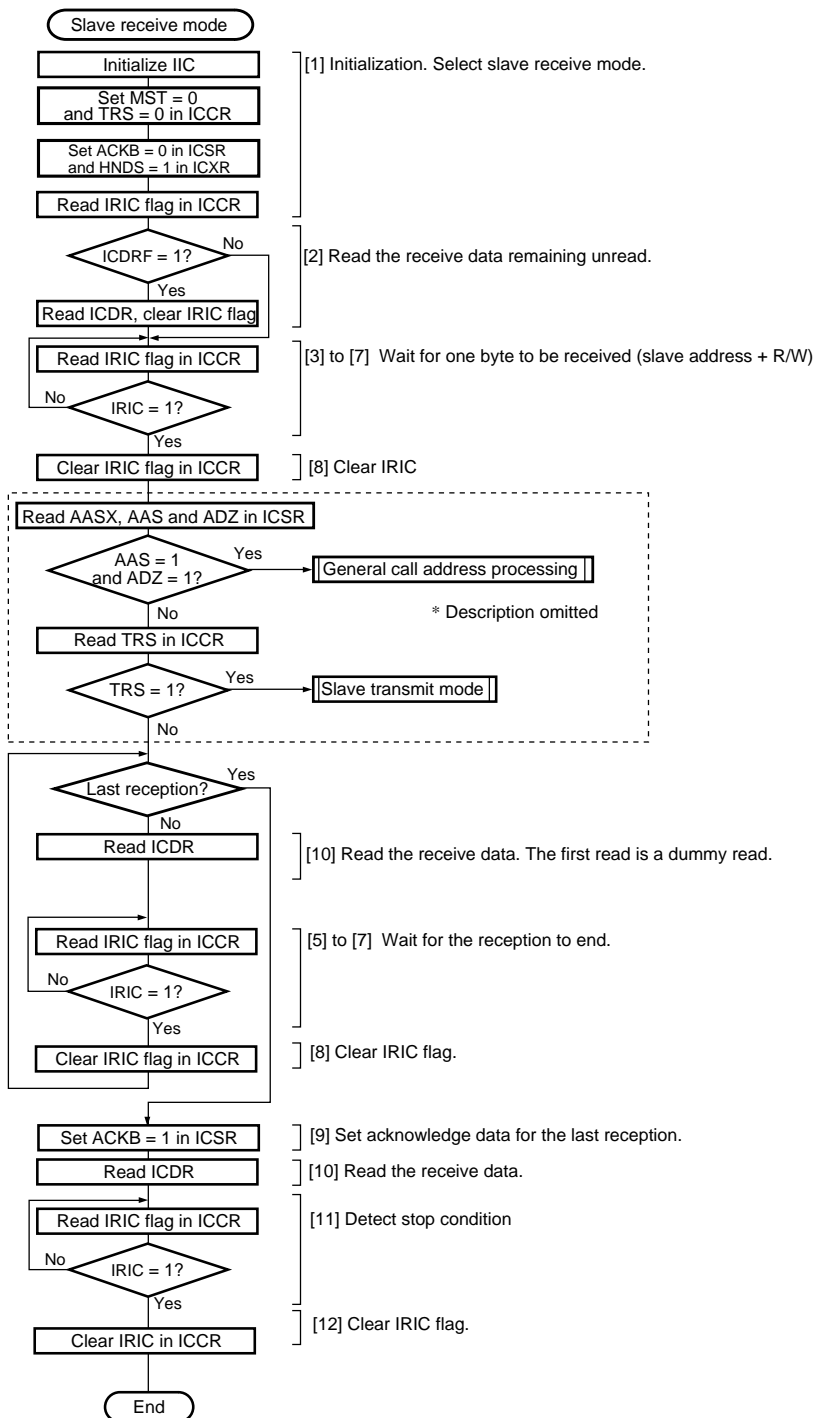 Slave receive mode
Initialize IIC
[1] Initialization. Select slave receive mode.
Set MST = 0
and TRS = 0 in ICCR
Set ACKB = 0 in ICSR
and HNDS = 1 in ICXR
Read IRIC flag in ICCR
ICDRF = 1?
No
[2] Read the receive data remaining unread.
Yes
Read ICDR, clear IRIC flag
Read IRIC flag in ICCR
[3] to [7] Wait for one byte to be received (slave address + R/W)
No
IRIC = 1?
Yes
Clear IRIC flag in ICCR
[8] Clear IRIC
Read AASX, AAS and ADZ in ICSR
AAS = 1
and ADZ = 1?
Yes
General call address processing
No
* Description omitted
Read TRS in ICCR
TRS = 1?
Yes
Slave transmit mode
No
Last reception?
Yes
No
Read ICDR
[10] Read the receive data. The first read is a dummy read.
Read IRIC flag in ICCR
[5] to [7] Wait for the reception to end.
No
IRIC = 1?
Yes
Clear IRIC flag in ICCR
[8] Clear IRIC flag.
Set ACKB = 1 in ICSR
[9] Set acknowledge data for the last reception.
Read ICDR
[10] Read the receive data.
Read IRIC flag in ICCR
[11] Detect stop condition
No
IRIC = 1?
Yes
Clear IRIC in ICCR
[12] Clear IRIC flag.
End